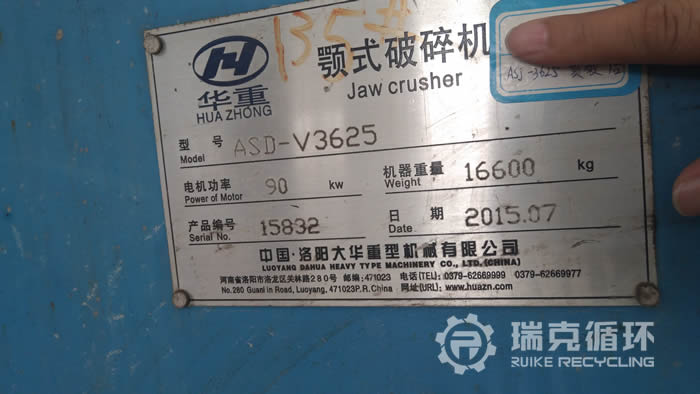 135#
华重
HUA ZHONG
颚式破碎机
Jaw crusher
ASJ-3625
型 号 ASD-V3625
Model
电机功率 90 kw
Power of Motor
机器重量 16600 kg
Weight
产品编号 15832
Serial No.
日 期 2015.07
Date
中国·洛阳大华重型机械有限公司
LUOYANG DAHUA HEAVY TYPE MACHINERY CO., LTD.(CHINA)
河南省洛阳市洛龙区关林路280号 邮编:471023 电话(TEL): 0379-62669999 0379-62669977
No.280 Guanlin Road, Luoyang, 471023P.R.China 网址(URL): www.huazn.com
瑞克循环
RUIKE RECYCLING